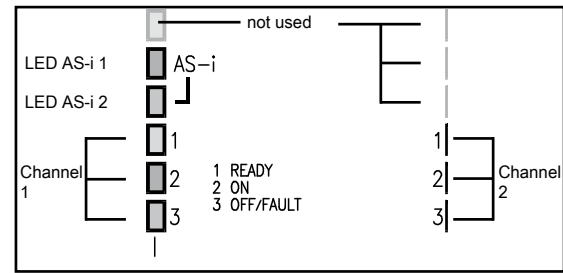 not used
LED AS-i 1
AS-i
LED AS-i 2
1
1
Channel
1
2
1 READY
2 ON
3 OFF/FAULT
2
Channel
2
3
3